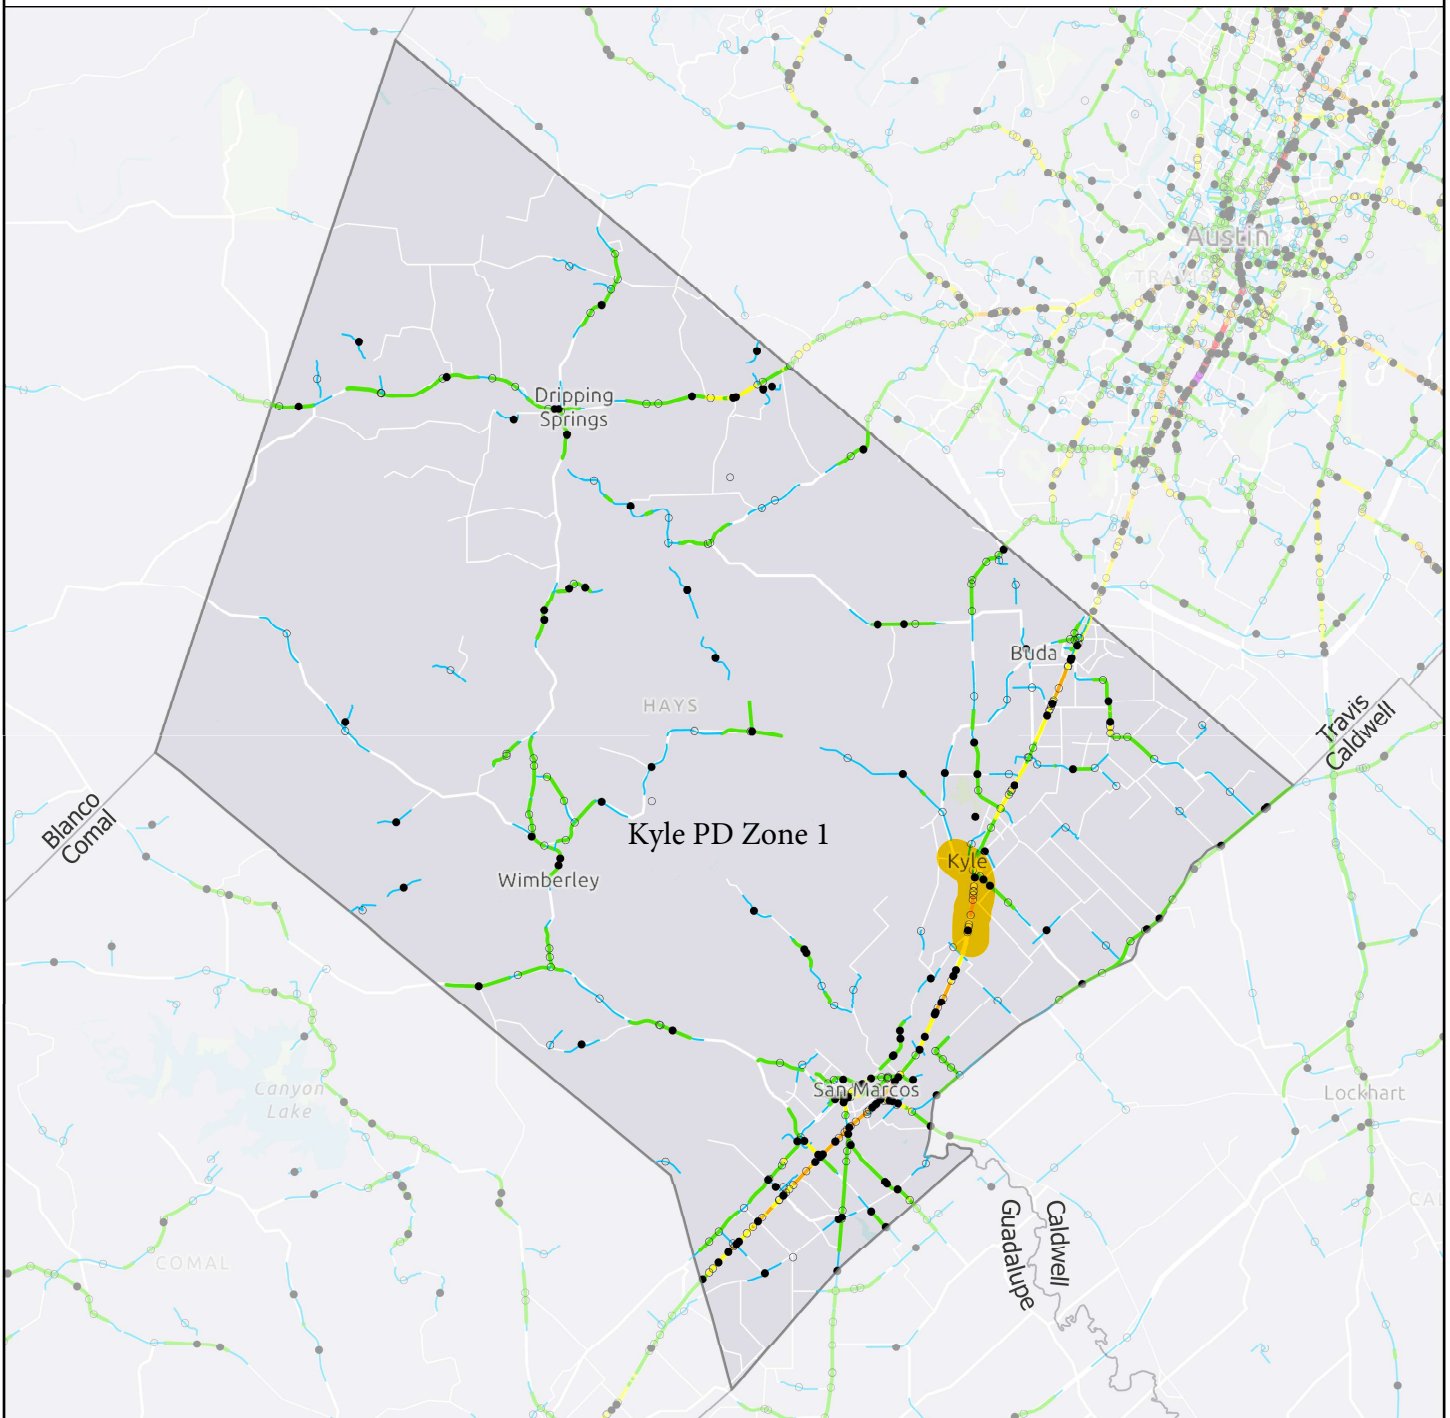 Austin
TRAVIS
Dripping
Springs
Buda
HAYS
Travis
Caldwell
Blanco
Comal
Kyle PD Zone 1
Kyle
Wimberley
Canyon
Lake
San Marcos
Lockhart
Caldwell
Guadalupe
CAL
COMAL